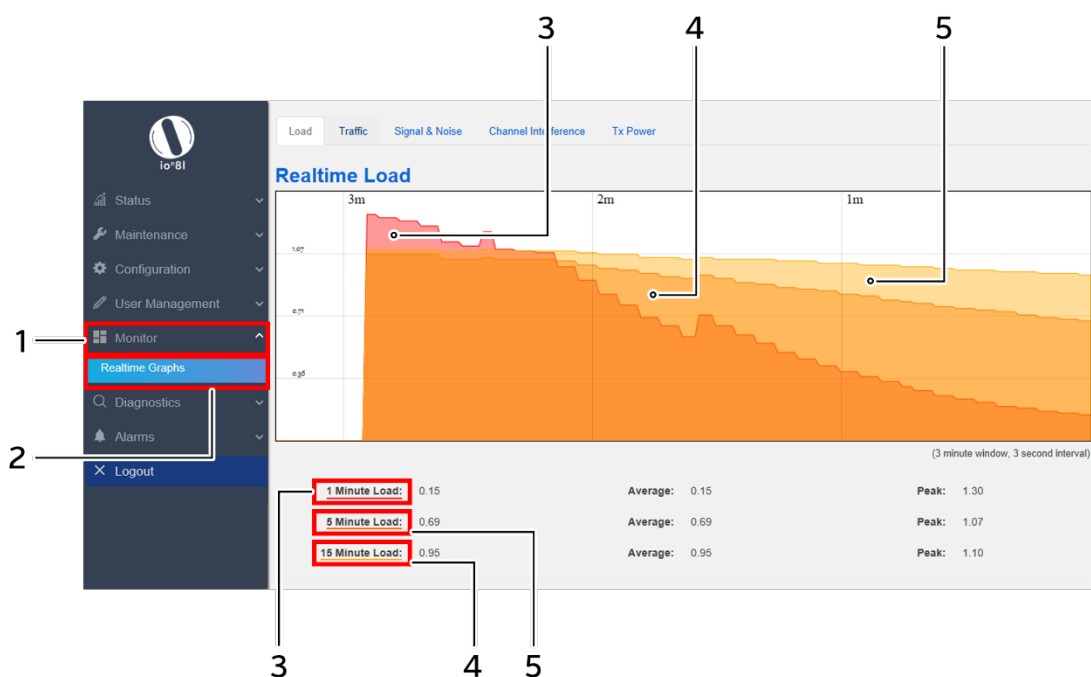 3 4 5
Load Traffic Signal & Noise Channel Interference Tx Power
io·8I
Realtime Load
3m 2m 1m
Status
Maintenance
1.07
Configuration
User Management
0.71
1
Monitor
Realtime Graphs
Diagnostics
Alarms
2
(3 minute window, 3 second interval)
Logout
1 Minute Load: 0.15 Average: 0.15 Peak: 1.30
5 Minute Load: 0.69 Average: 0.69 Peak: 1.07
15 Minute Load: 0.95 Average: 0.95 Peak: 1.10
3 4 5